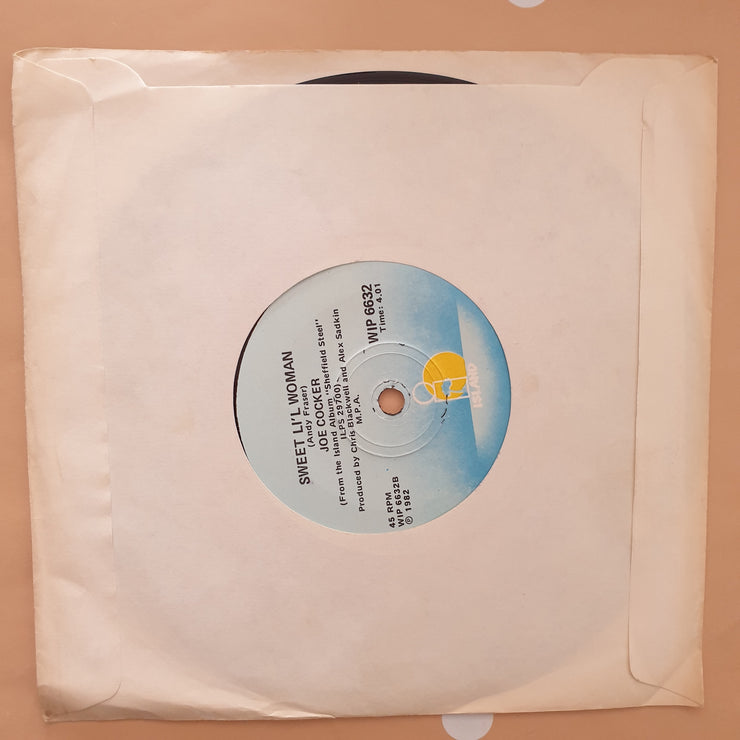 SWEET LI'L WOMAN
(Andy Fraser)
JOE COCKER
(From the Island Album "Sheffield Steel"
ILPS 29700)
Produced by Chris Blackwell and Alex Sadkin
M.P.A.
WIP 6632
Time: 4.01
45 RPM
WIP 6632B
℗ 1982
ISLAND